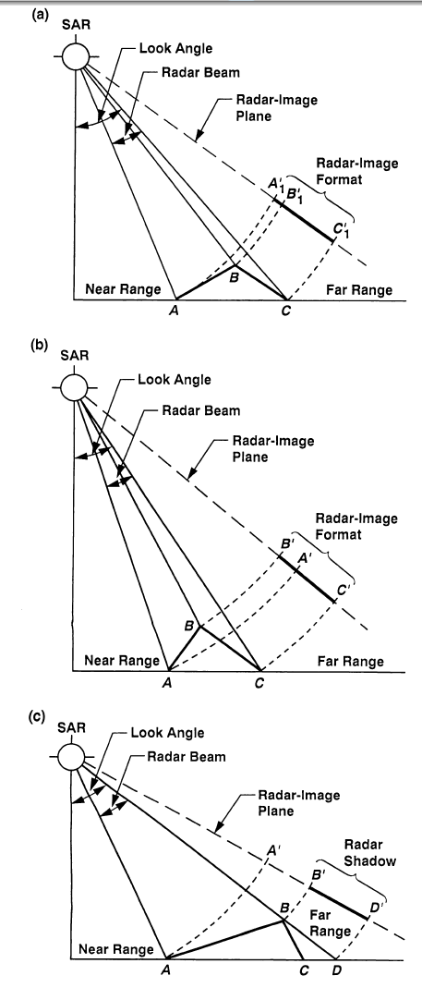 (a)
SAR
Look Angle
Radar Beam
Radar-Image
Plane
Radar-Image
Format
A'1 B'1
C'1
B
Near Range
Far Range
A
C
(b)
SAR
Look Angle
Radar Beam
Radar-Image
Plane
Radar-Image
Format
B'
A'
C'
B
Near Range
Far Range
A
C
(c)
SAR
Look Angle
Radar Beam
Radar-Image
Plane
Radar
Shadow
A'
B'
D'
B
Far
Range
Near Range
A
C
D